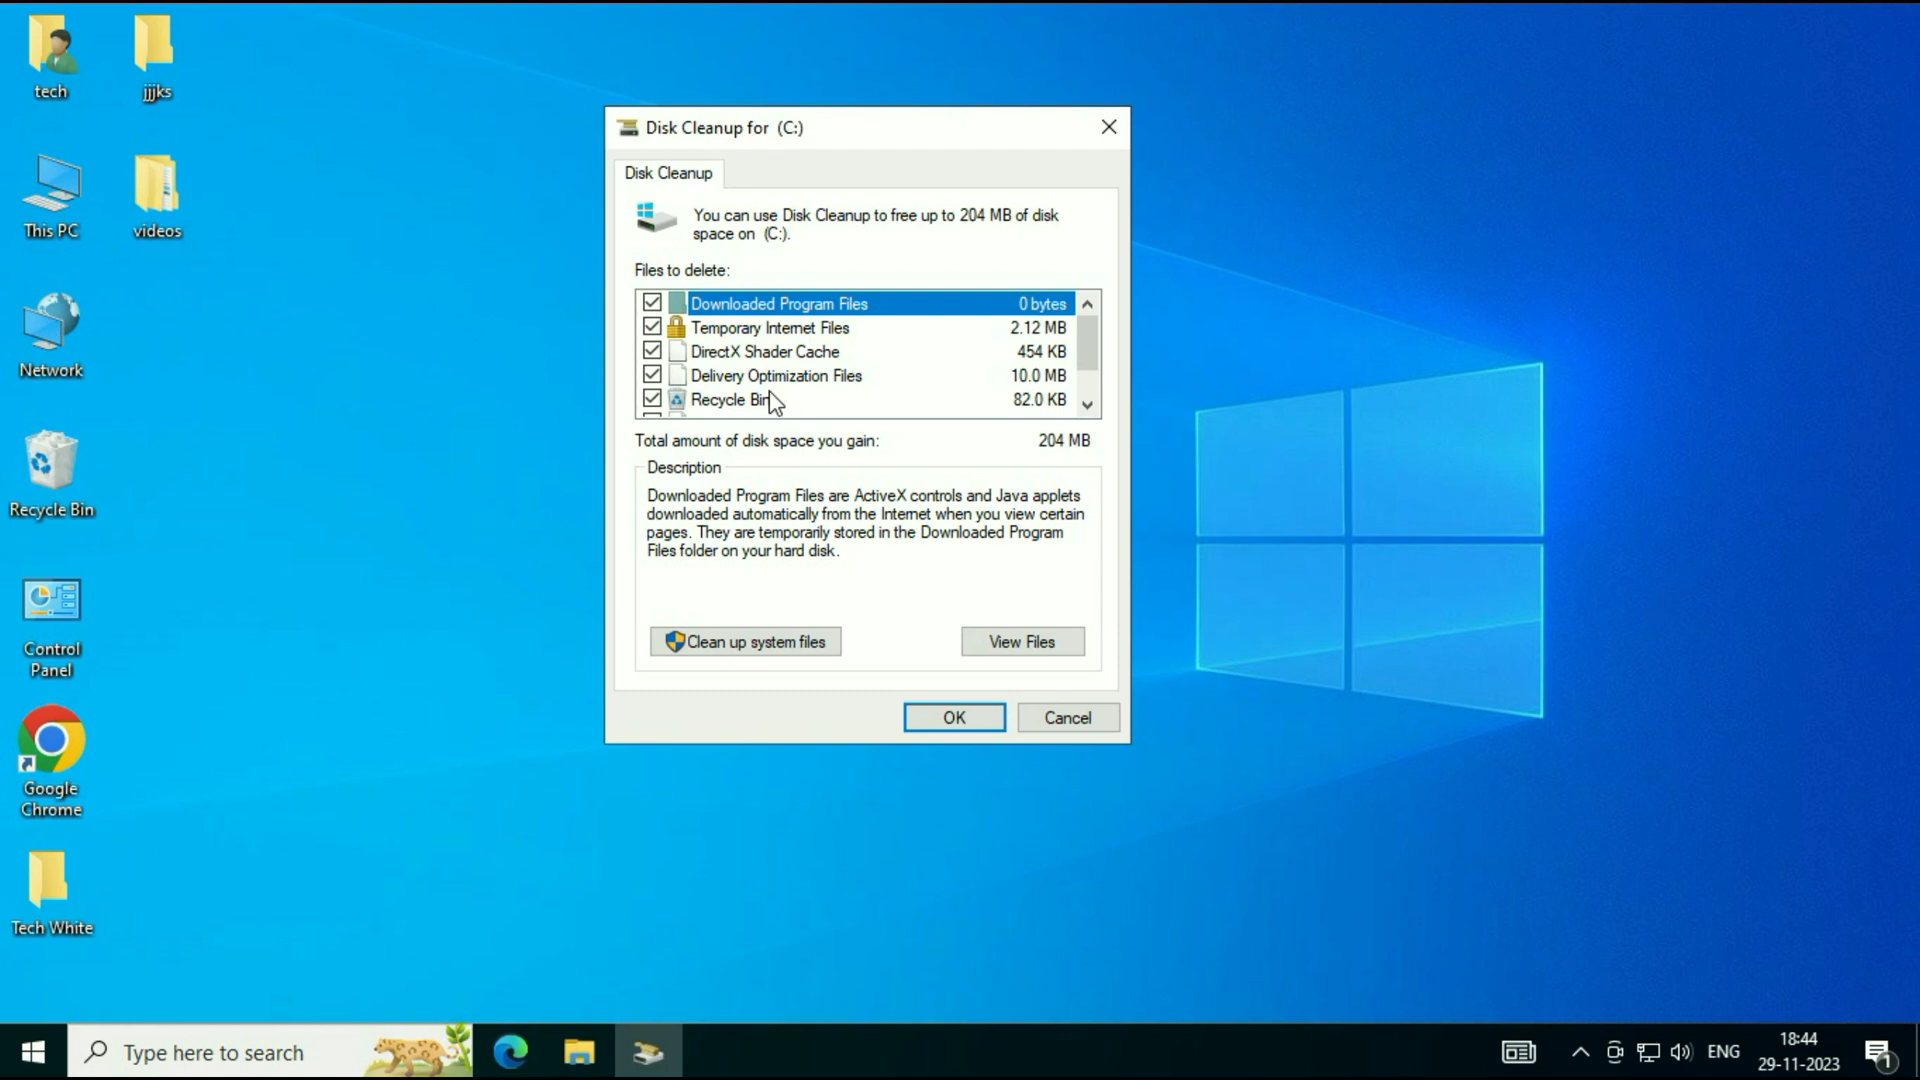 tech
jjjks
This PC
videos
Network
Recycle Bin
Control
Panel
Google
Chrome
Tech White
Disk Cleanup for (C:)
Disk Cleanup
You can use Disk Cleanup to free up to 204 MB of disk
space on (C:).
Files to delete:
Downloaded Program Files 0 bytes
Temporary Internet Files 2.12 MB
DirectX Shader Cache 454 KB
Delivery Optimization Files 10.0 MB
Recycle Bin 82.0 KB
Total amount of disk space you gain: 204 MB
Description
Downloaded Program Files are ActiveX controls and Java applets
downloaded automatically from the Internet when you view certain
pages. They are temporarily stored in the Downloaded Program
Files folder on your hard disk.
Clean up system files
View Files
OK
Cancel
Type here to search
ENG
18:44
29-11-2023
1